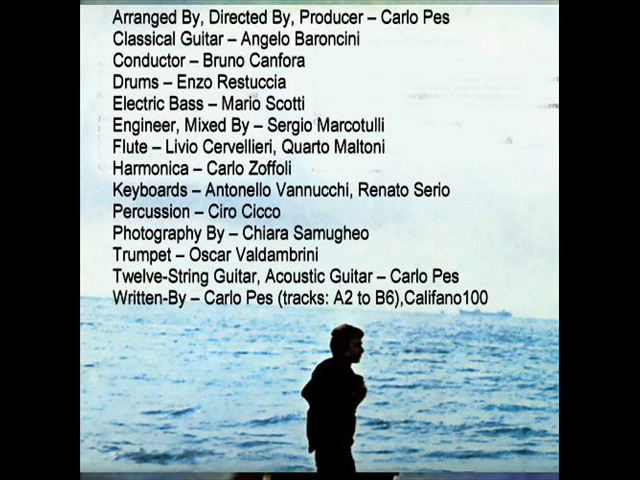 Arranged By, Directed By, Producer – Carlo Pes
Classical Guitar – Angelo Baroncini
Conductor – Bruno Canfora
Drums – Enzo Restuccia
Electric Bass – Mario Scotti
Engineer, Mixed By – Sergio Marcotulli
Flute – Livio Cervellieri, Quarto Maltoni
Harmonica – Carlo Zoffoli
Keyboards – Antonello Vannucchi, Renato Serio
Percussion – Ciro Cicco
Photography By – Chiara Samugheo
Trumpet – Oscar Valdambrini
Twelve-String Guitar, Acoustic Guitar – Carlo Pes
Written-By – Carlo Pes (tracks: A2 to B6),Califano100